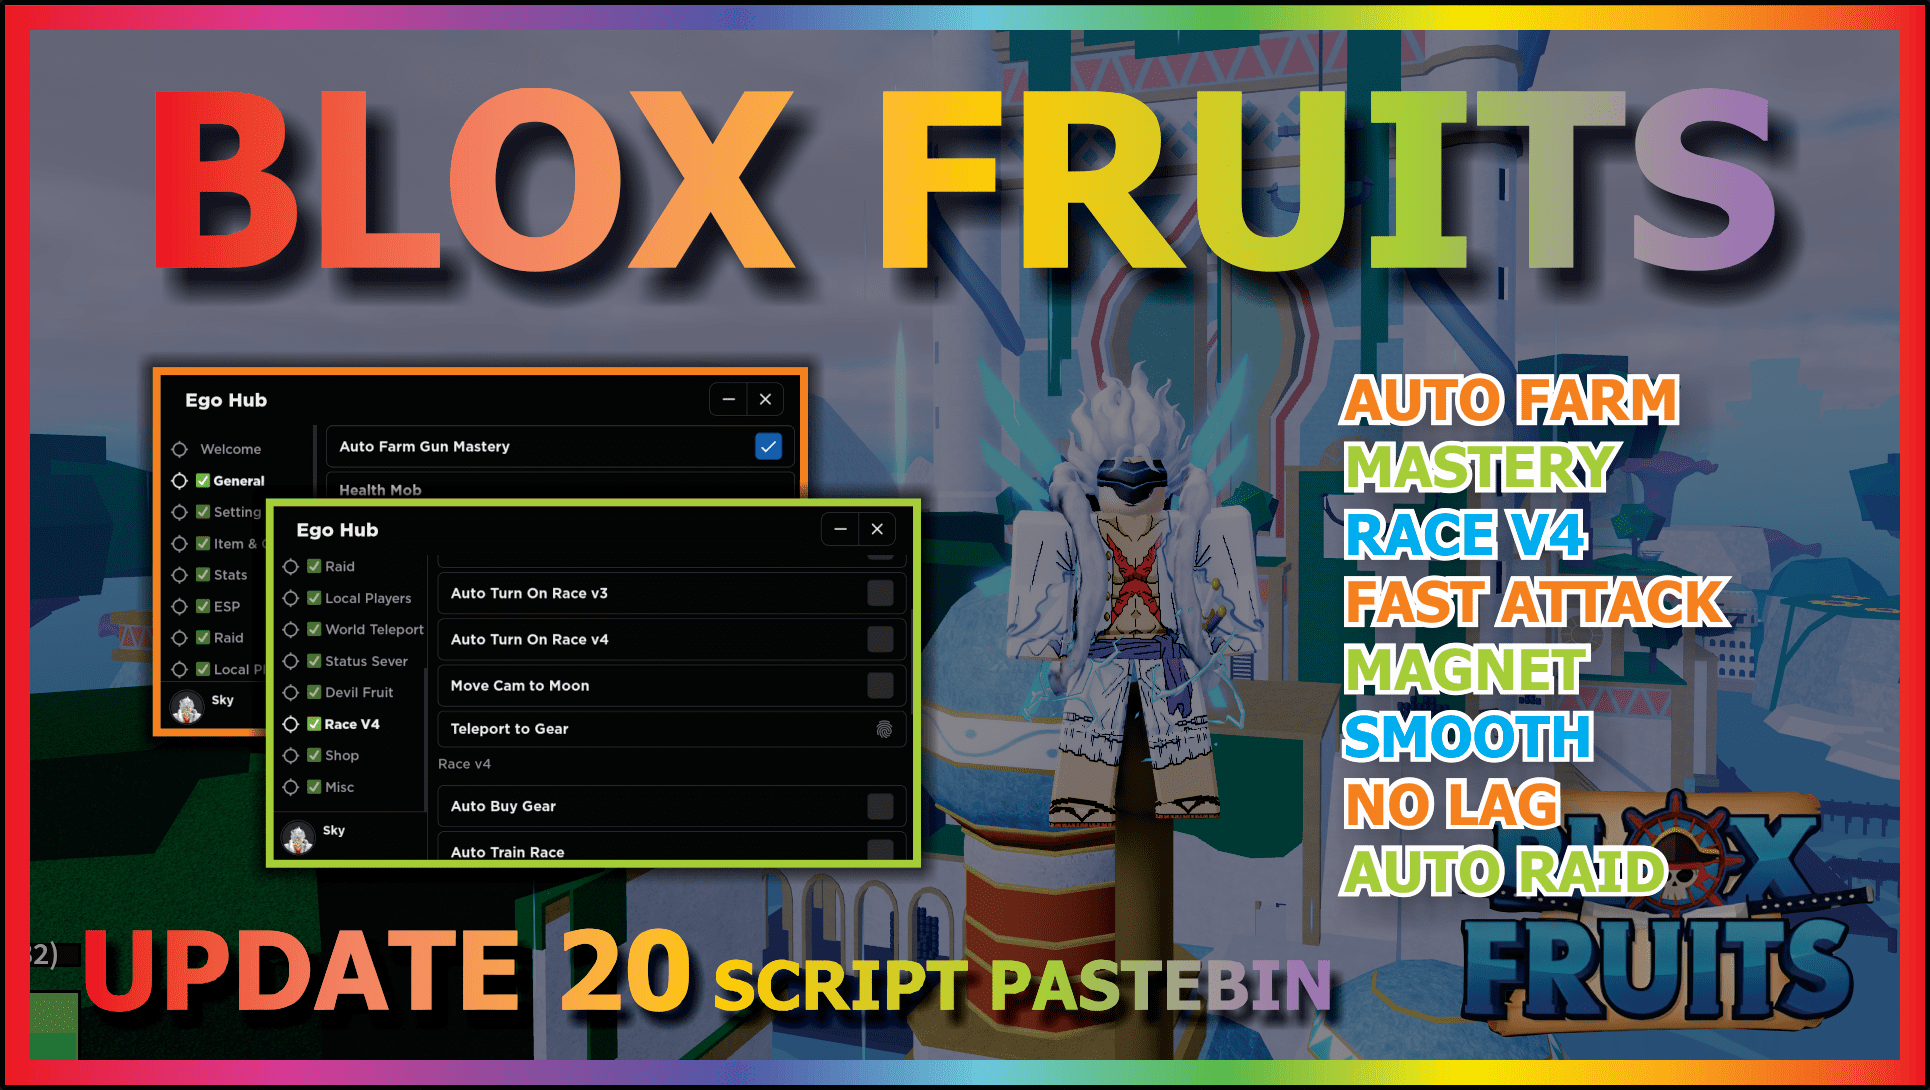 BLOX FRUITS
Ego Hub
Welcome
General
Setting
Item &
Stats
ESP
Raid
Local
Sky
Auto Farm Gun Mastery
Health Mob
Ego Hub
Raid
Local Players
World Teleport
Status Sever
Devil Fruit
Race V4
Shop
Misc
Sky
Auto Turn On Race v3
Auto Turn On Race v4
Move Cam to Moon
Teleport to Gear
Race v4
Auto Buy Gear
Auto Train Race
AUTO FARM
MASTERY
RACE V4
FAST ATTACK
MAGNET
SMOOTH
NO LAG
AUTO RAID
BLOX
FRUITS
32)
UPDATE 20 SCRIPT PASTEBIN